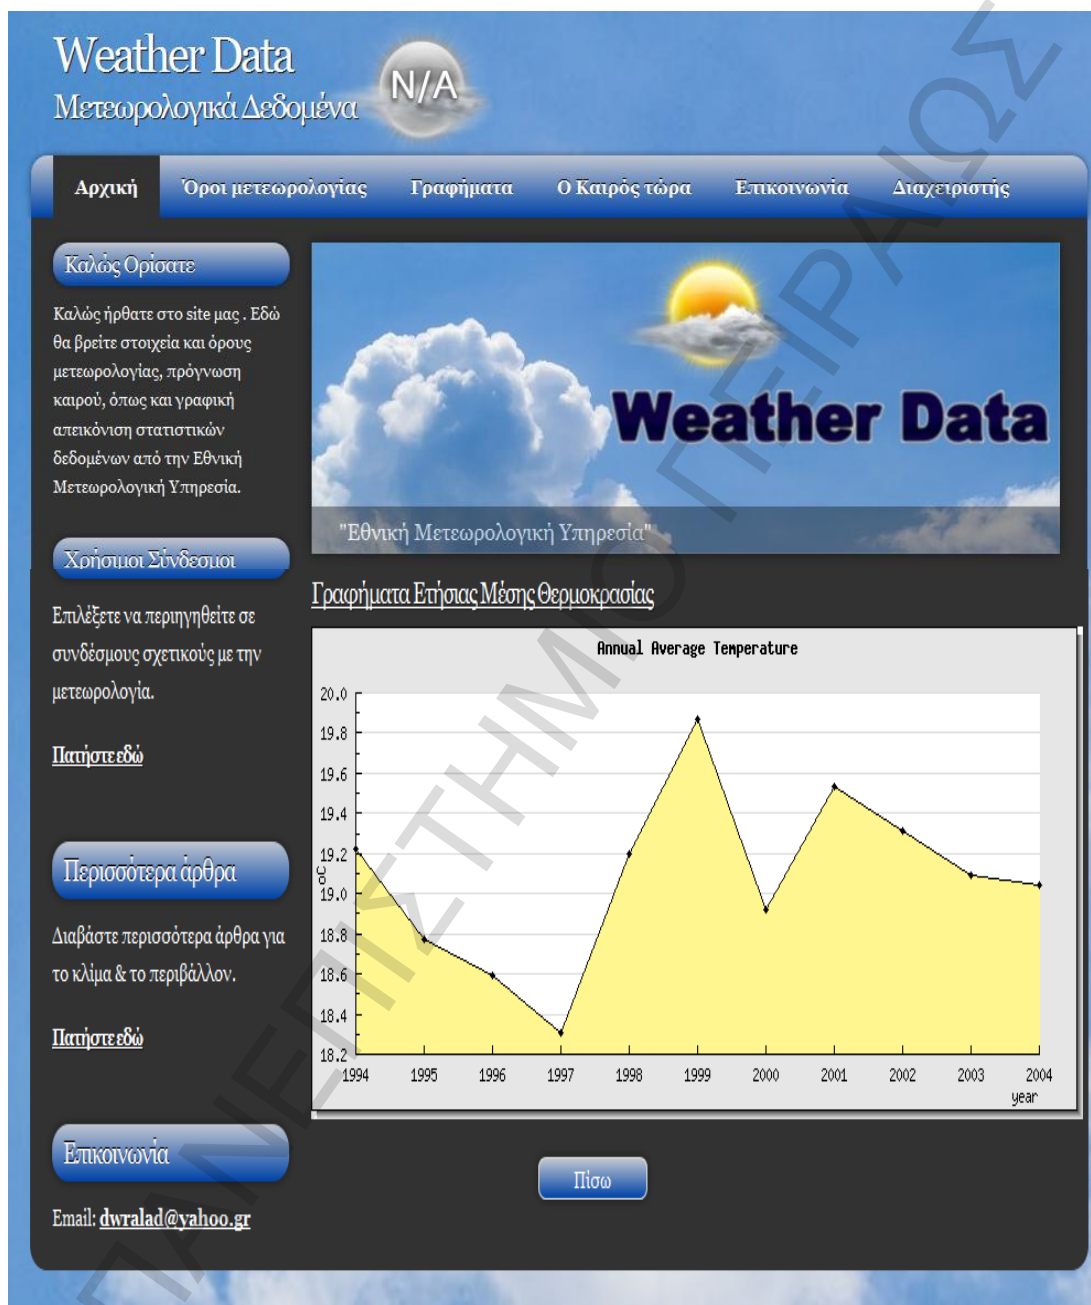 Weather Data
Μετεωρολογικά Δεδομένα
N/A
Αρχική Όροι μετεωρολογίας Γραφήματα Ο Καιρός τώρα Επικοινωνία Διαχειριστής
Καλώς Ορίσατε
Καλώς ήρθατε στο site μας . Εδώ
θα βρείτε στοιχεία και όρους
μετεωρολογίας, πρόγνωση
καιρού, όπως και γραφική
απεικόνιση στατιστικών
δεδομένων από την Εθνική
Μετεωρολογική Υπηρεσία.
Χρήσιμοι Σύνδεσμοι
Επιλέξετε να περιηγηθείτε σε
συνδέσμους σχετικούς με την
μετεωρολογία.
Πατήστε εδώ
Περισσότερα άρθρα
Διαβάστε περισσότερα άρθρα για
το κλίμα & το περιβάλλον.
Πατήστε εδώ
Επικοινωνία
Email: dwralad@yahoo.gr
Weather Data
"Εθνική Μετεωρολογική Υπηρεσία"
Γραφήματα Ετήσιας Μέσης Θερμοκρασίας
Annual Average Temperature
20.0
19.8
19.6
19.4
19.2
oC
19.0
18.8
18.6
18.4
18.2
1994 1995 1996 1997 1998 1999 2000 2001 2002 2003 2004
year
Πίσω
ΠΑΝΕΠΙΣΤΗΜΙΟ ΠΕΙΡΑΙΩΣ